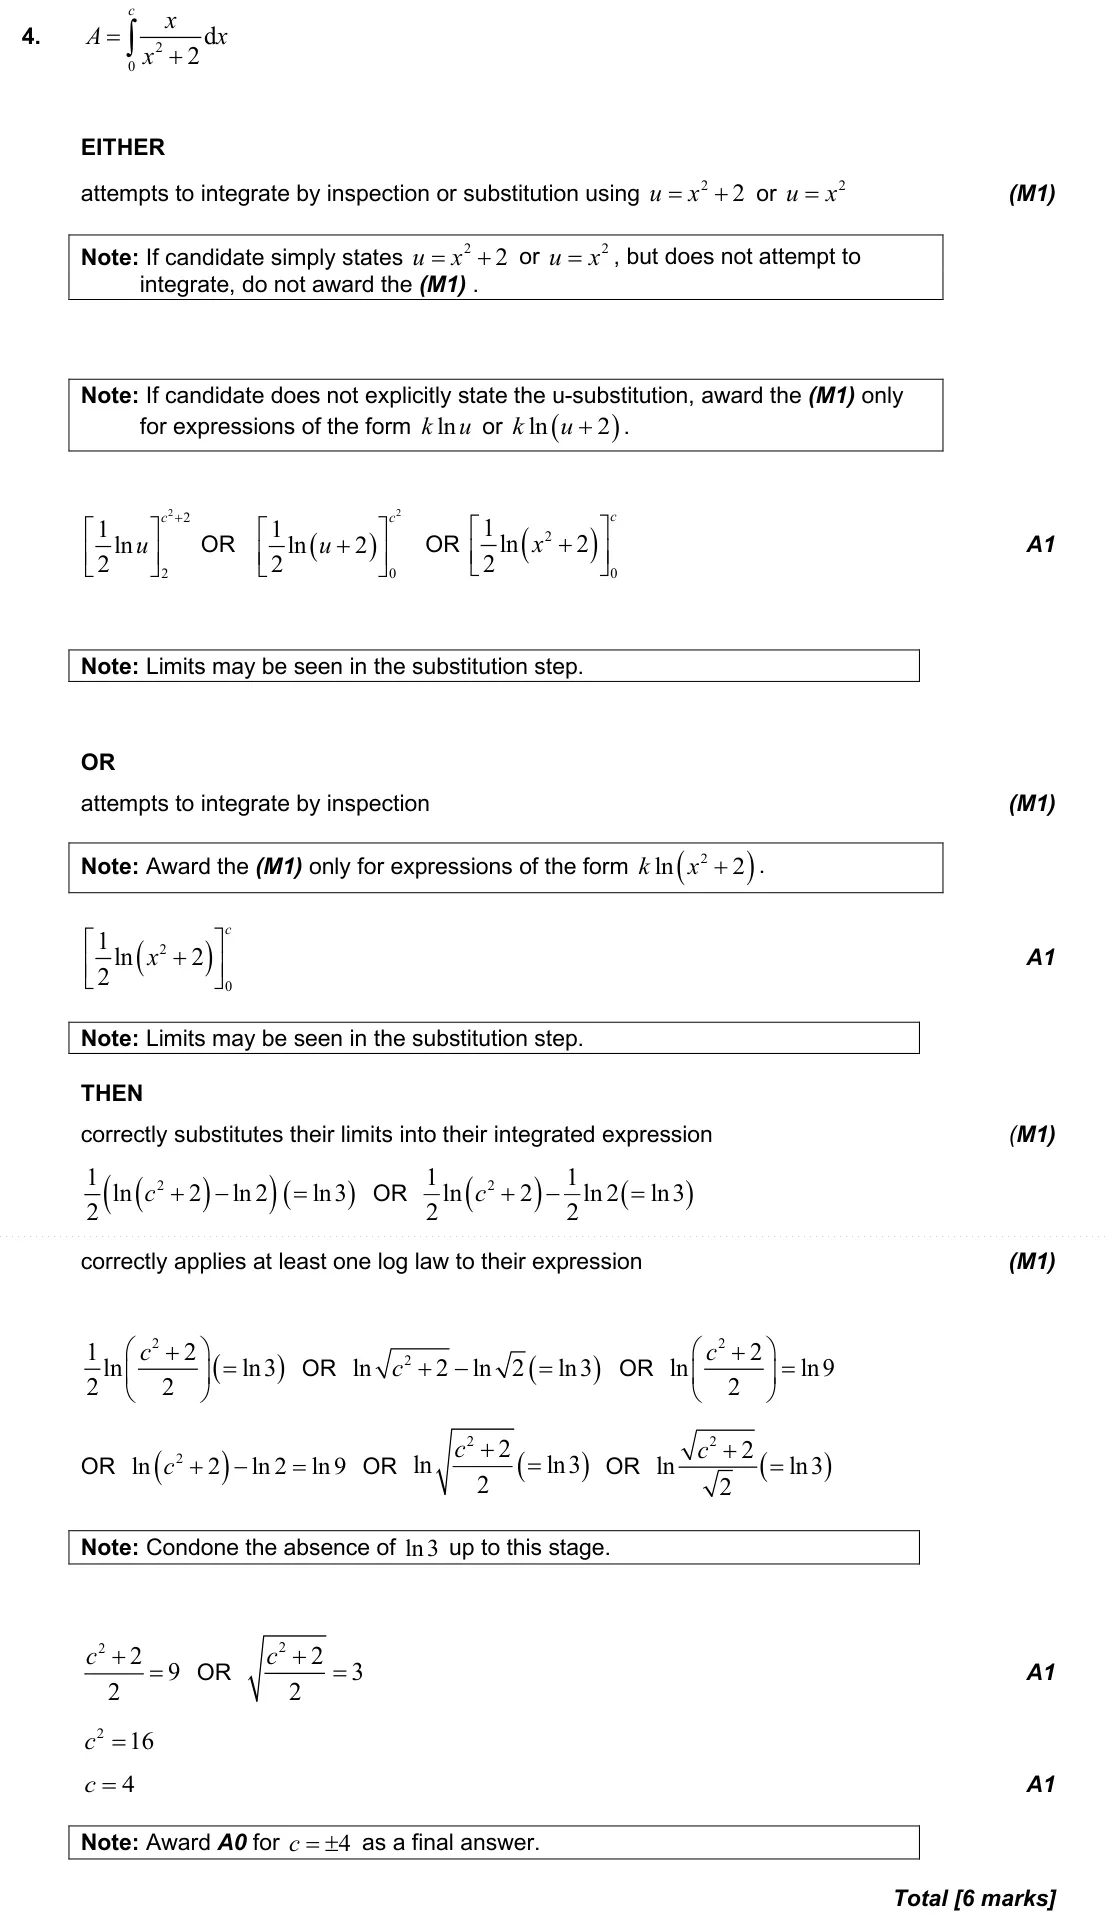 4. A = ∫₀ᶜ x/(x² + 2) dx
EITHER
attempts to integrate by inspection or substitution using u = x² + 2 or u = x² (M1)
Note: If candidate simply states u = x² + 2 or u = x², but does not attempt to
integrate, do not award the (M1) .
Note: If candidate does not explicitly state the u-substitution, award the (M1) only
for expressions of the form k ln u or k ln(u + 2).
[1/2 ln u]₂^(c²+2) OR [1/2 ln(u + 2)]₀^(c²) OR [1/2 ln(x² + 2)]₀^c A1
Note: Limits may be seen in the substitution step.
OR
attempts to integrate by inspection (M1)
Note: Award the (M1) only for expressions of the form k ln(x² + 2).
[1/2 ln(x² + 2)]₀^c A1
Note: Limits may be seen in the substitution step.
THEN
correctly substitutes their limits into their integrated expression (M1)
1/2 (ln(c² + 2) − ln 2)(= ln 3) OR 1/2 ln(c² + 2) − 1/2 ln 2(= ln 3)
correctly applies at least one log law to their expression (M1)
1/2 ln((c² + 2)/2)(= ln 3) OR ln √(c² + 2) − ln √2 (= ln 3) OR ln((c² + 2)/2) = ln 9
OR ln(c² + 2) − ln 2 = ln 9 OR ln √((c² + 2)/2) (= ln 3) OR ln (√(c² + 2)/√2) (= ln 3)
Note: Condone the absence of ln 3 up to this stage.
(c² + 2)/2 = 9 OR √((c² + 2)/2) = 3 A1
c² = 16
c = 4 A1
Note: Award A0 for c = ±4 as a final answer.
Total [6 marks]